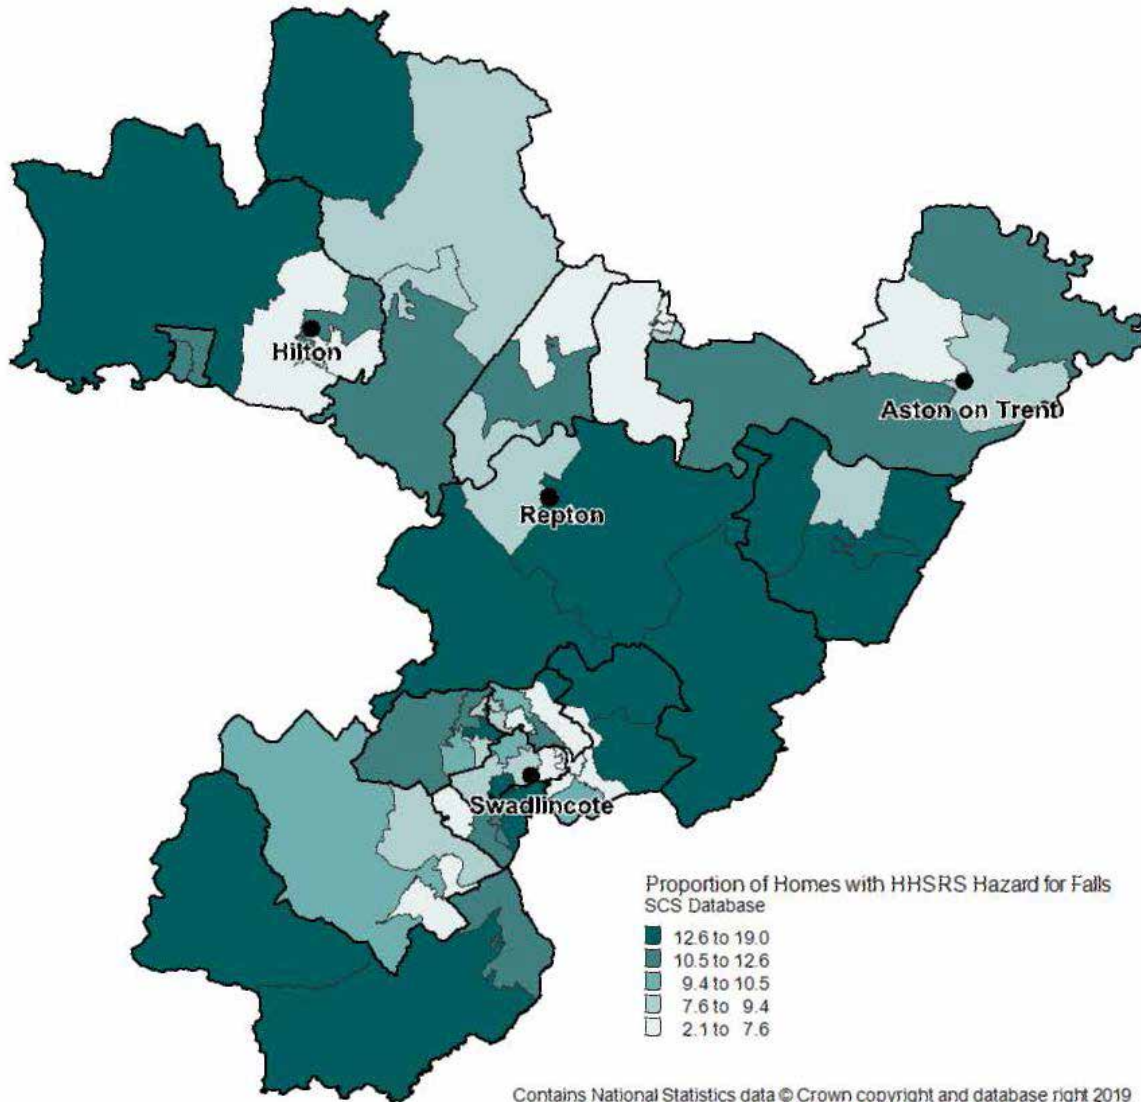 Hilton
Aston on Trent
Repton
Swadlincote
Proportion of Homes with HHSRS Hazard for Falls
SCS Database
12.6 to 19.0
10.5 to 12.6
9.4 to 10.5
7.6 to 9.4
2.1 to 7.6
Contains National Statistics data © Crown copyright and database right 2019